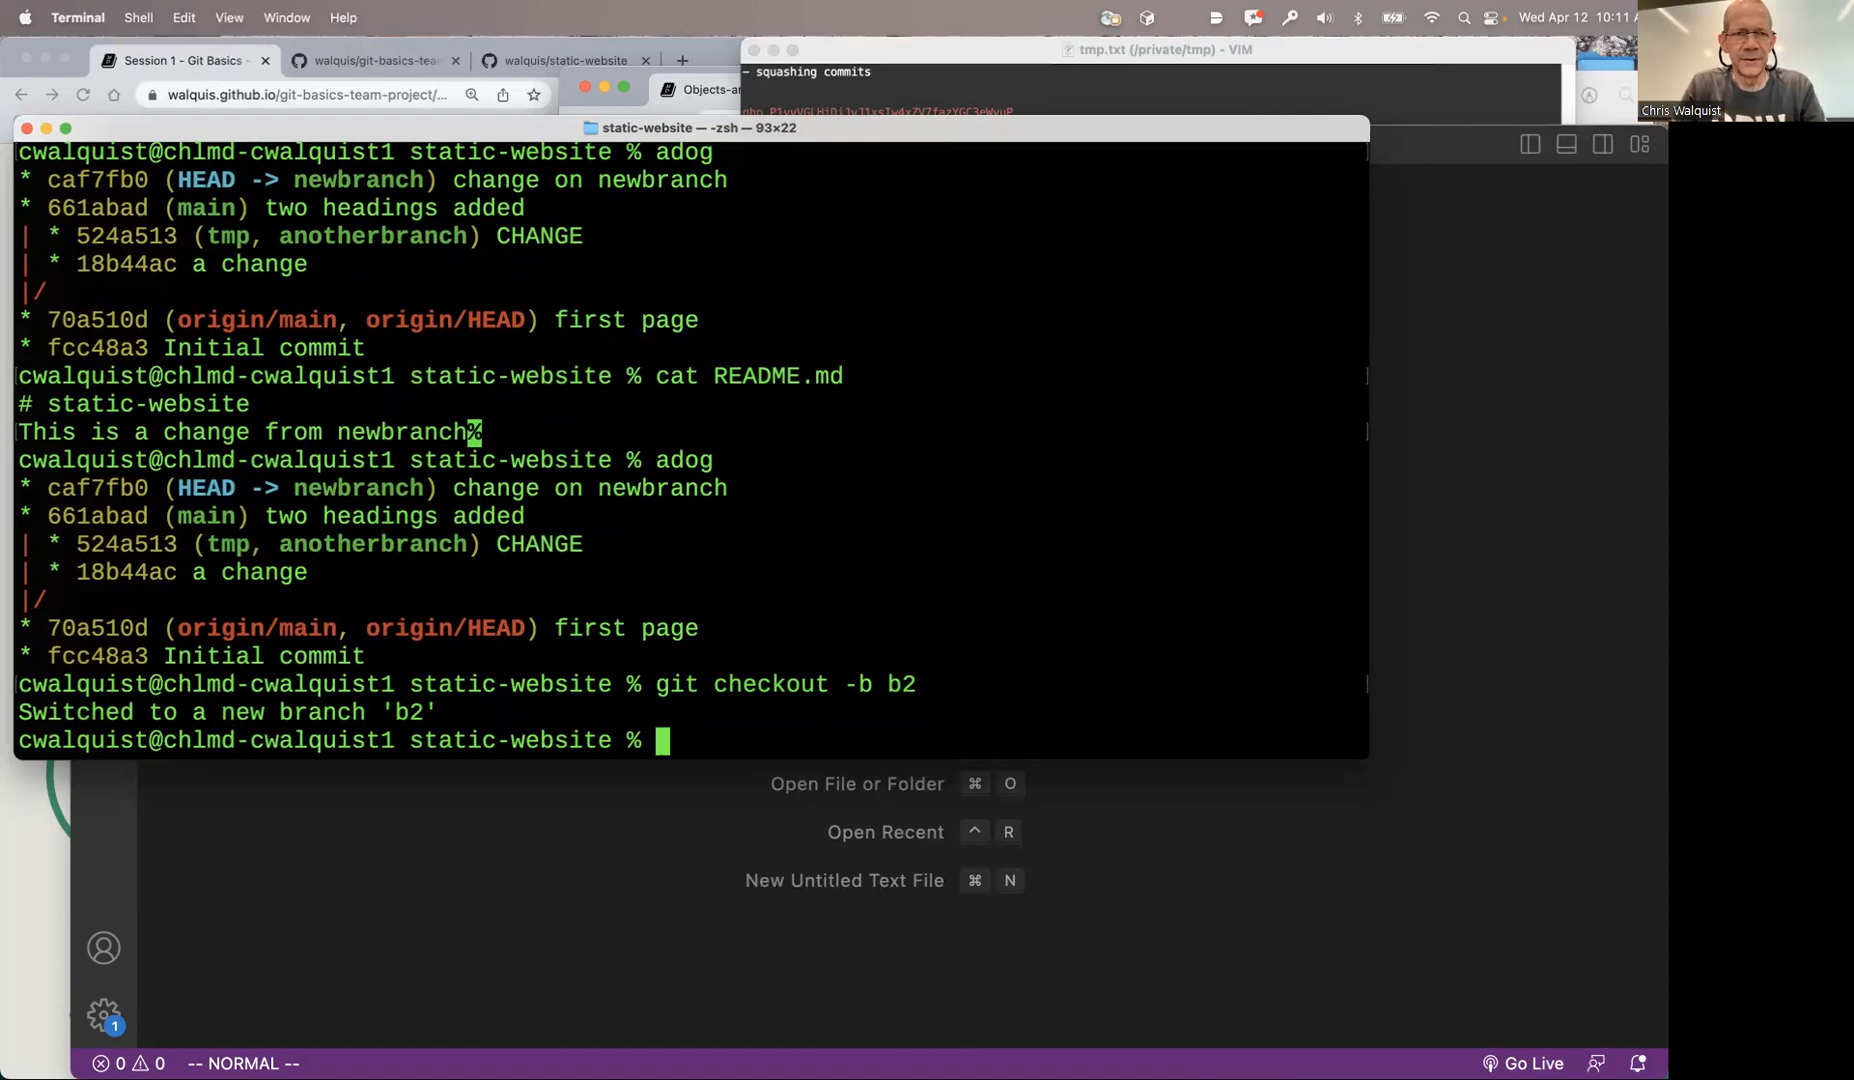 Terminal Shell Edit View Window Help
Wed Apr 12 10:11
Session 1 - Git Basics -
walquis/git-basics-tea
walquis/static-website
tmp.txt (/private/tmp) - VIM
walquis.github.io/git-basics-team-project/...
- squashing commits
Chris Walquist
static-website — -zsh — 93×22
cwalquist@chlmd-cwalquist1 static-website % adog
* caf7fb0 (HEAD -> newbranch) change on newbranch
* 661abad (main) two headings added
| * 524a513 (tmp, anotherbranch) CHANGE
| * 18b44ac a change
|/
* 70a510d (origin/main, origin/HEAD) first page
* fcc48a3 Initial commit
cwalquist@chlmd-cwalquist1 static-website % cat README.md
# static-website
This is a change from newbranch%
cwalquist@chlmd-cwalquist1 static-website % adog
* caf7fb0 (HEAD -> newbranch) change on newbranch
* 661abad (main) two headings added
| * 524a513 (tmp, anotherbranch) CHANGE
| * 18b44ac a change
|/
* 70a510d (origin/main, origin/HEAD) first page
* fcc48a3 Initial commit
cwalquist@chlmd-cwalquist1 static-website % git checkout -b b2
Switched to a new branch 'b2'
cwalquist@chlmd-cwalquist1 static-website %
Open File or Folder ⌘ O
Open Recent ^ R
New Untitled Text File ⌘ N
1
0 0 -- NORMAL --
Go Live